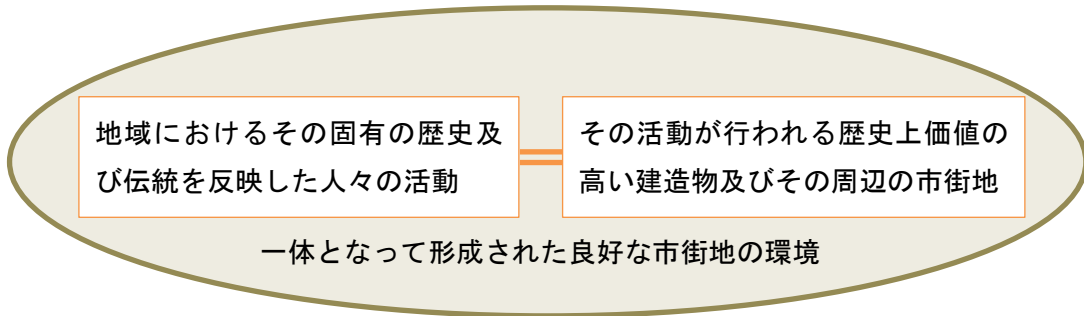 地域におけるその固有の歴史及
び伝統を反映した人々の活動
その活動が行われる歴史上価値の
高い建造物及びその周辺の市街地
一体となって形成された良好な市街地の環境